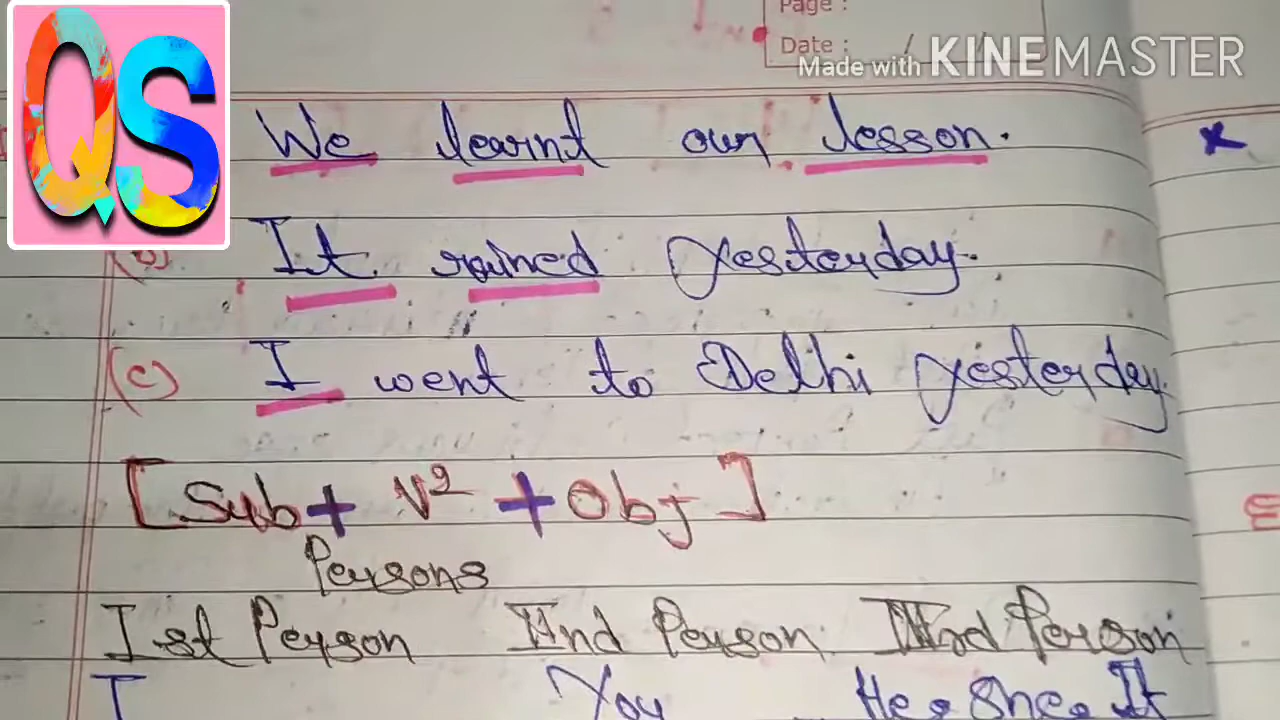 Page :
Date : / /
Made with KINEMASTER
QS
We learnt our lesson.
(b) It rained yesterday.
(c) I went to Delhi yesterday.
[Sub + V² + Obj]
Persons
Ist Person IInd Person IIIrd Person
I You He, She, It